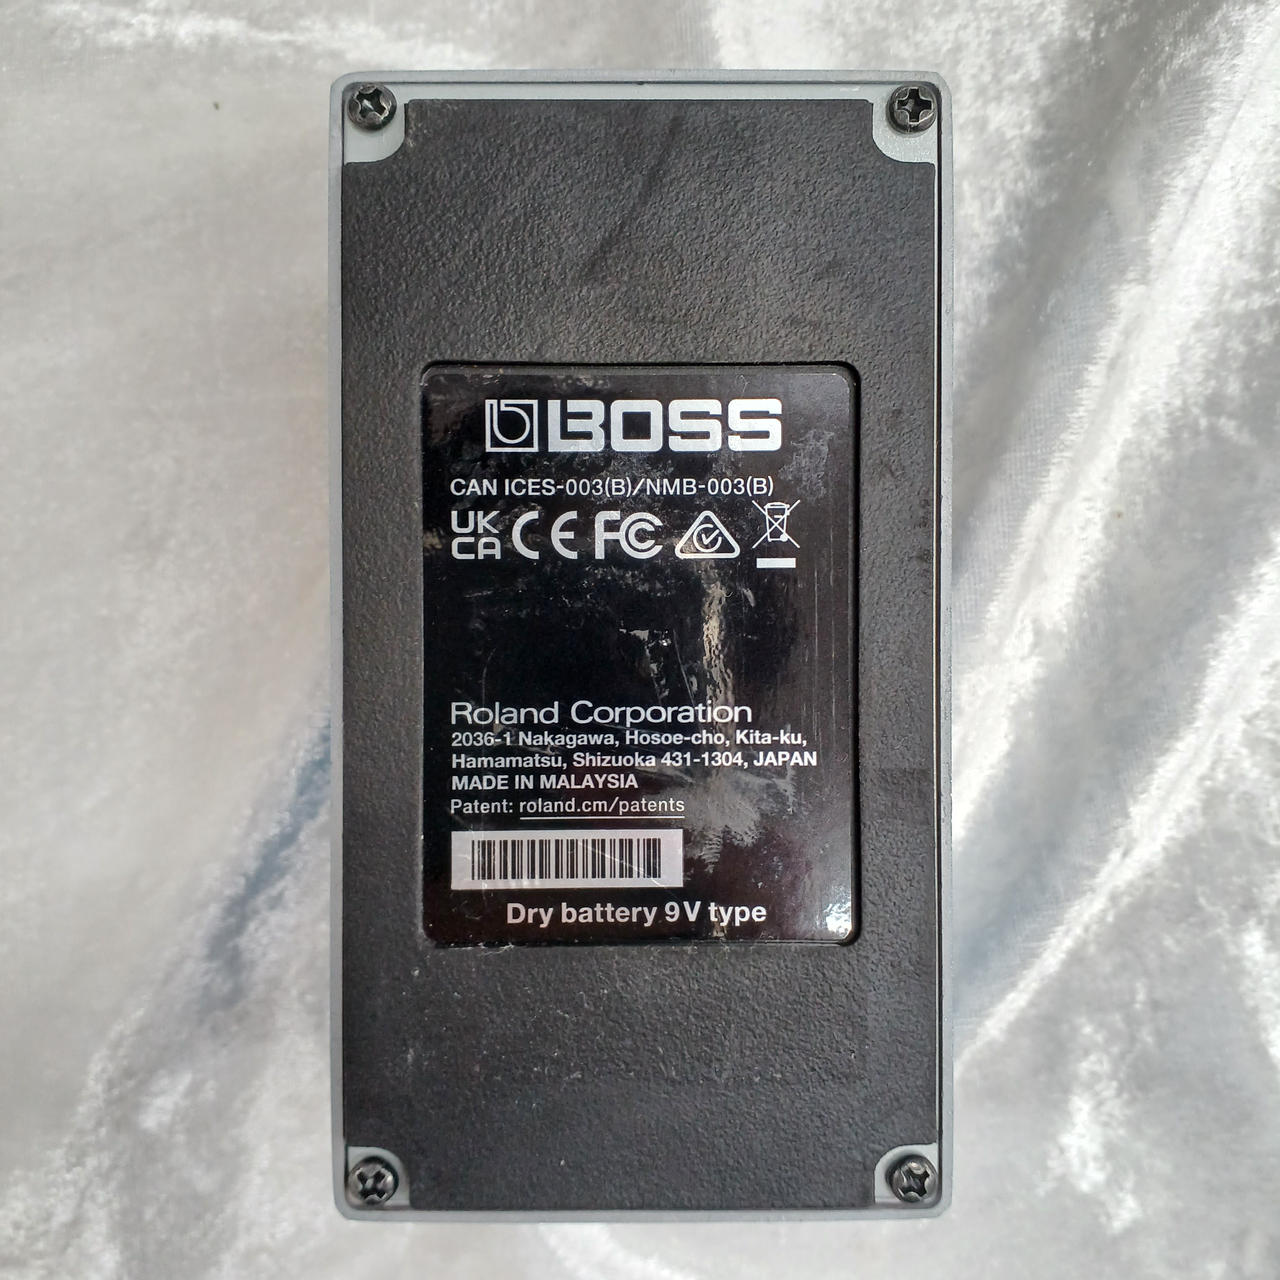 BOSS
CAN ICES-003(B)/NMB-003(B)
UK
CA CE FC
Roland Corporation
2036-1 Nakagawa, Hosoe-cho, Kita-ku,
Hamamatsu, Shizuoka 431-1304, JAPAN
MADE IN MALAYSIA
Patent: roland.cm/patents
Dry battery 9V type